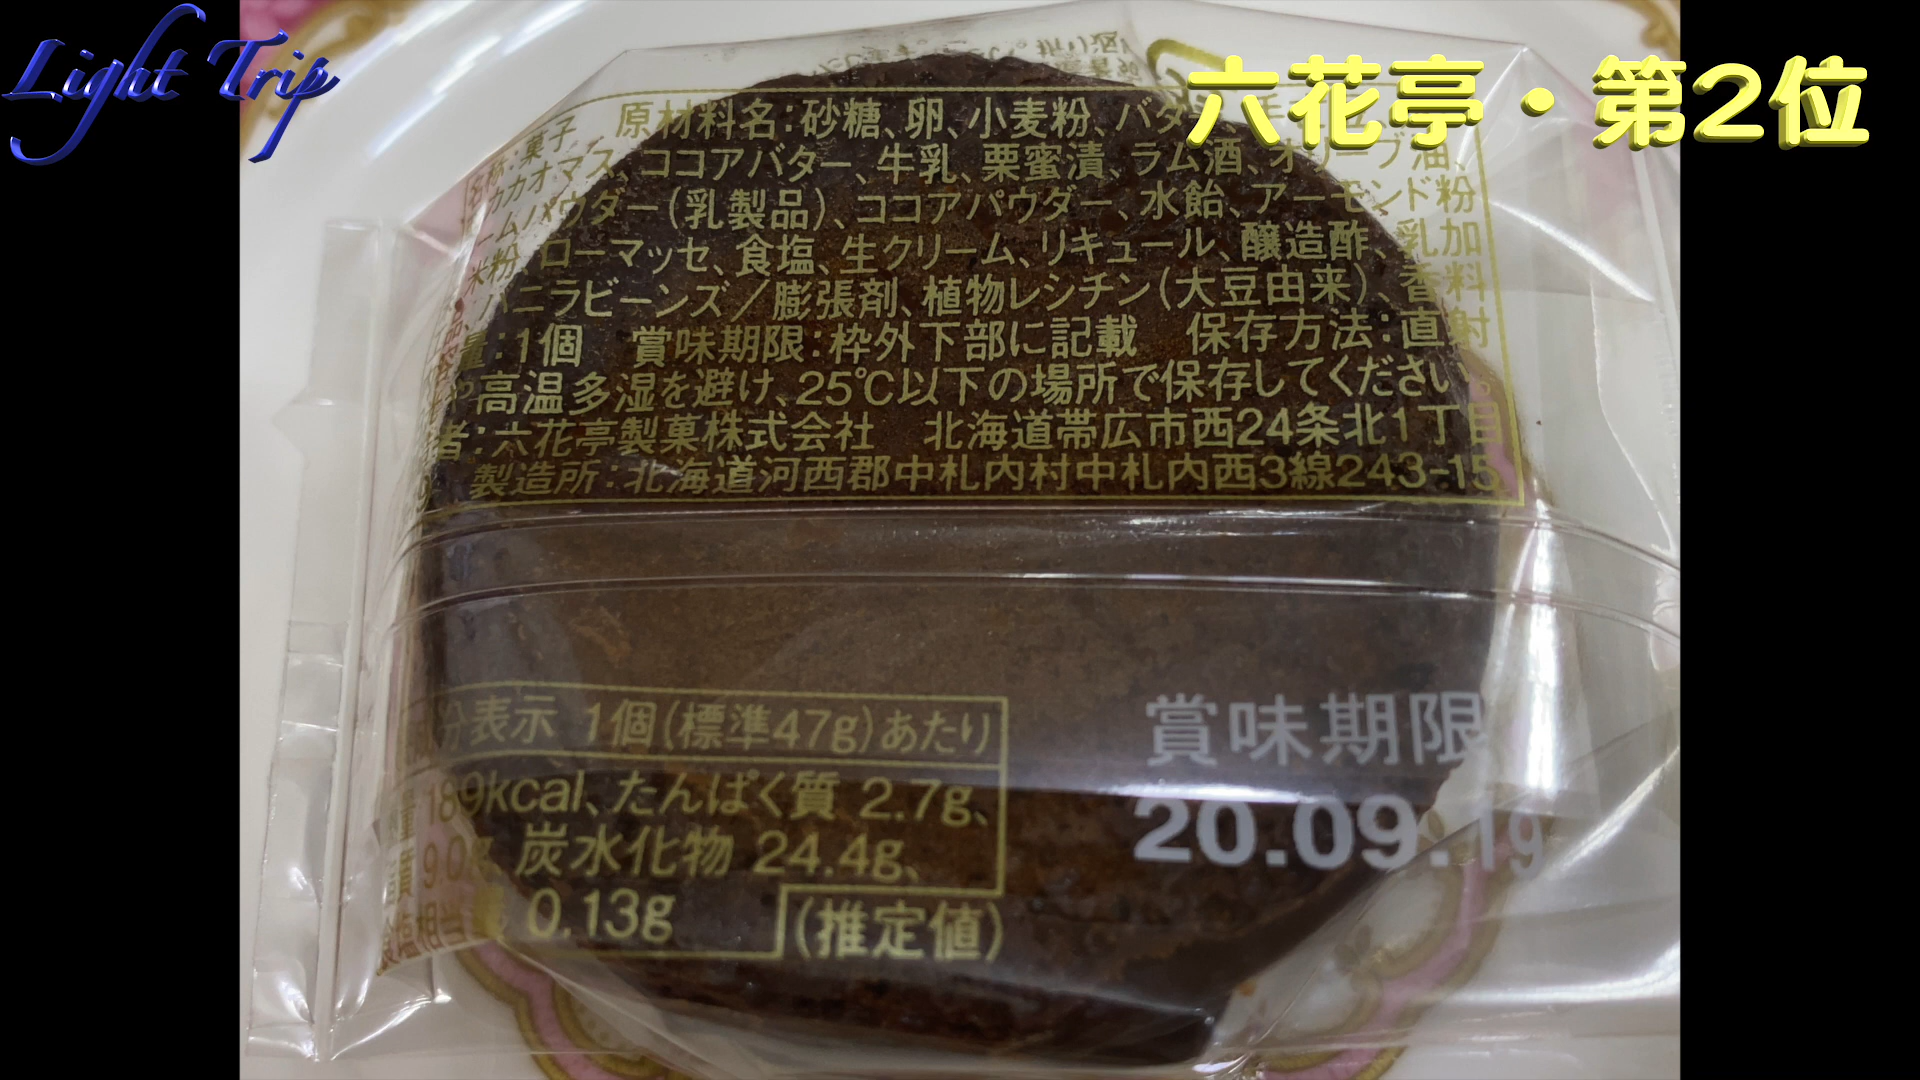 Light Trip
六花亭・第2位
名称:菓子 原材料名:砂糖、卵、小麦粉、バター
カカオマス、ココアバター、牛乳、栗蜜漬、ラム酒、オリーブ油、
ームパウダー(乳製品)、ココアパウダー、水飴、アーモンド粉
米粉、ローマッセ、食塩、生クリーム、リキュール、醸造酢、乳加
バニラビーンズ/膨張剤、植物レシチン(大豆由来)、香料
量:1個 賞味期限:枠外下部に記載 保存方法:直射
や高温多湿を避け、25℃以下の場所で保存してください。
者:六花亭製菓株式会社 北海道帯広市西24条北1丁目
製造所:北海道河西郡中札内村中札内西3線243-15
分表示 1個(標準47g)あたり
189kcal、たんぱく質 2.7g、
質 9.0g、炭水化物 24.4g、
0.13g
(推定値)
賞味期限
20.09.19